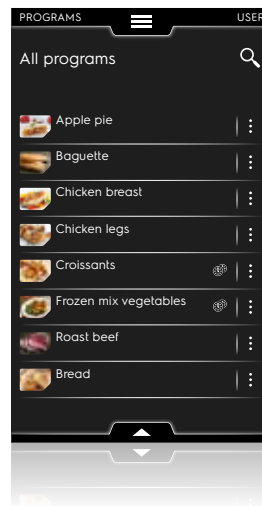 PROGRAMS USER
All programs
Apple pie
Baguette
Chicken breast
Chicken legs
Croissants
Frozen mix vegetables
Roast beef
Bread